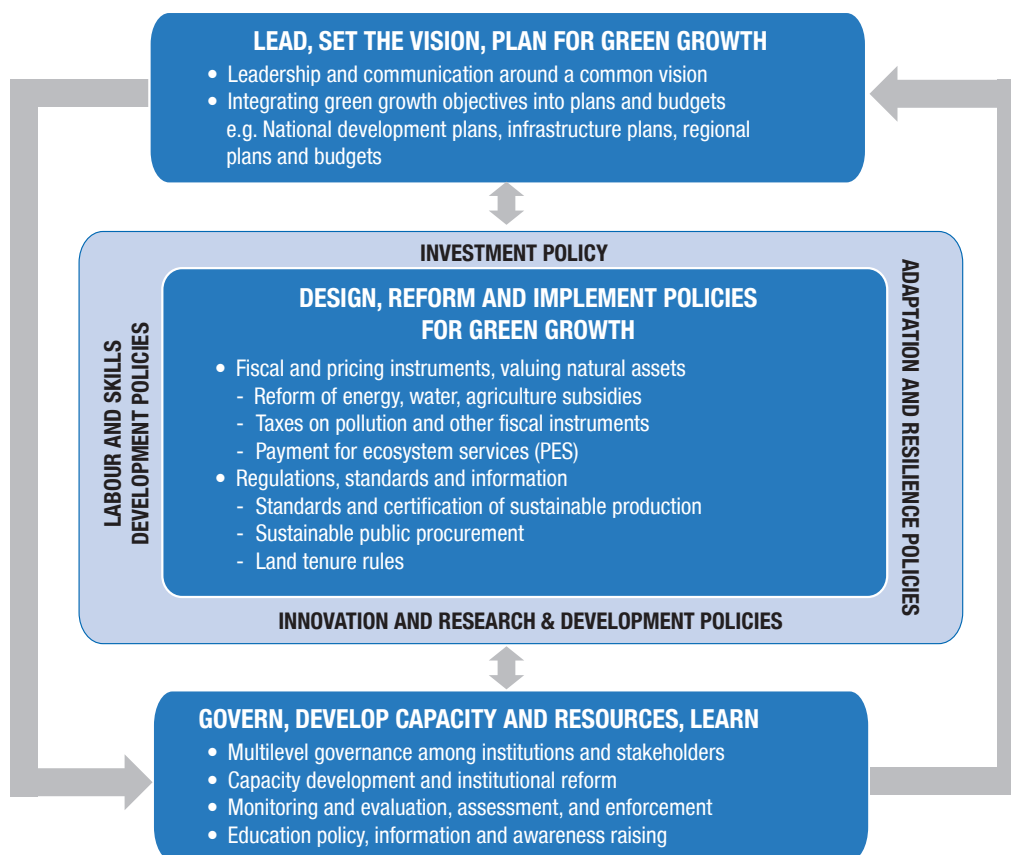 LEAD, SET THE VISION, PLAN FOR GREEN GROWTH
• Leadership and communication around a common vision
• Integrating green growth objectives into plans and budgets
e.g. National development plans, infrastructure plans, regional
plans and budgets
INVESTMENT POLICY
LABOUR AND SKILLS
DEVELOPMENT POLICIES
DESIGN, REFORM AND IMPLEMENT POLICIES
FOR GREEN GROWTH
• Fiscal and pricing instruments, valuing natural assets
- Reform of energy, water, agriculture subsidies
- Taxes on pollution and other fiscal instruments
- Payment for ecosystem services (PES)
• Regulations, standards and information
- Standards and certification of sustainable production
- Sustainable public procurement
- Land tenure rules
ADAPTATION AND RESILIENCE POLICIES
INNOVATION AND RESEARCH & DEVELOPMENT POLICIES
GOVERN, DEVELOP CAPACITY AND RESOURCES, LEARN
• Multilevel governance among institutions and stakeholders
• Capacity development and institutional reform
• Monitoring and evaluation, assessment, and enforcement
• Education policy, information and awareness raising